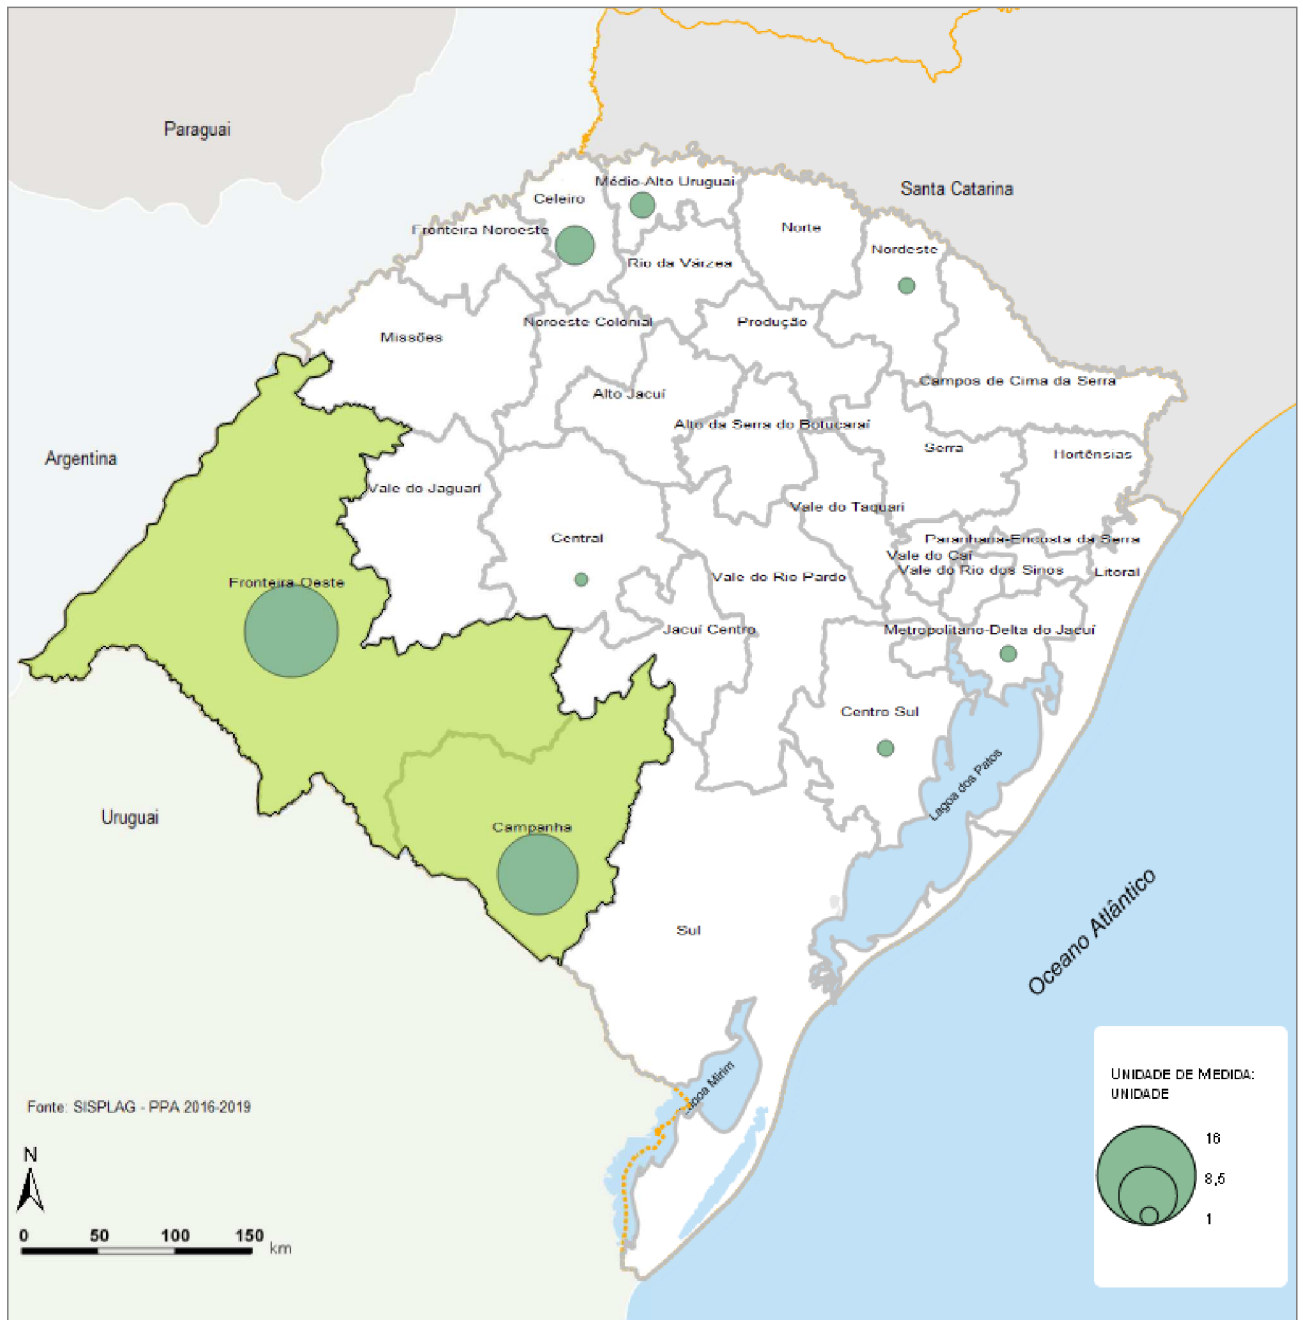 Paraguai
Santa Catarina
Médio-Alto Uruguai
Celeiro
Fronteira Noroeste
Norte
Nordeste
Rio da Várzea
Missões
Noroeste Colonial
Produção
Campos de Cima da Serra
Alto Jacuí
Alto da Serra do Botucaraí
Serra
Hortênsias
Argentina
Vale do Jaguarí
Vale do Taquari
Central
Paranhana-Encosta da Serra
Vale do Caí
Vale do Rio dos Sinos
Litoral
Fronteira Oeste
Vale do Rio Pardo
Jacuí Centro
Metropolitano-Delta do Jacuí
Centro Sul
Lagoa dos Patos
Uruguai
Campanha
Sul
Oceano Atlântico
Lagoa Mirim
Fonte: SISPLAG - PPA 2016-2019
N
0 50 100 150
km
UNIDADE DE MEDIDA:
UNIDADE
16
8,5
1